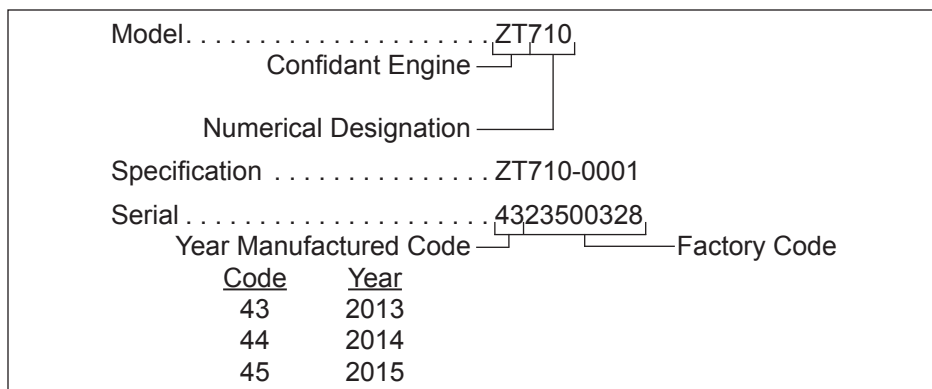 Model. . . . . . . . . . . . . . . . . . . . . ZT710
Confidant Engine
Numerical Designation
Specification . . . . . . . . . . . . . . . ZT710-0001
Serial . . . . . . . . . . . . . . . . . . . . . 4323500328
Year Manufactured Code Factory Code
Code Year
43 2013
44 2014
45 2015